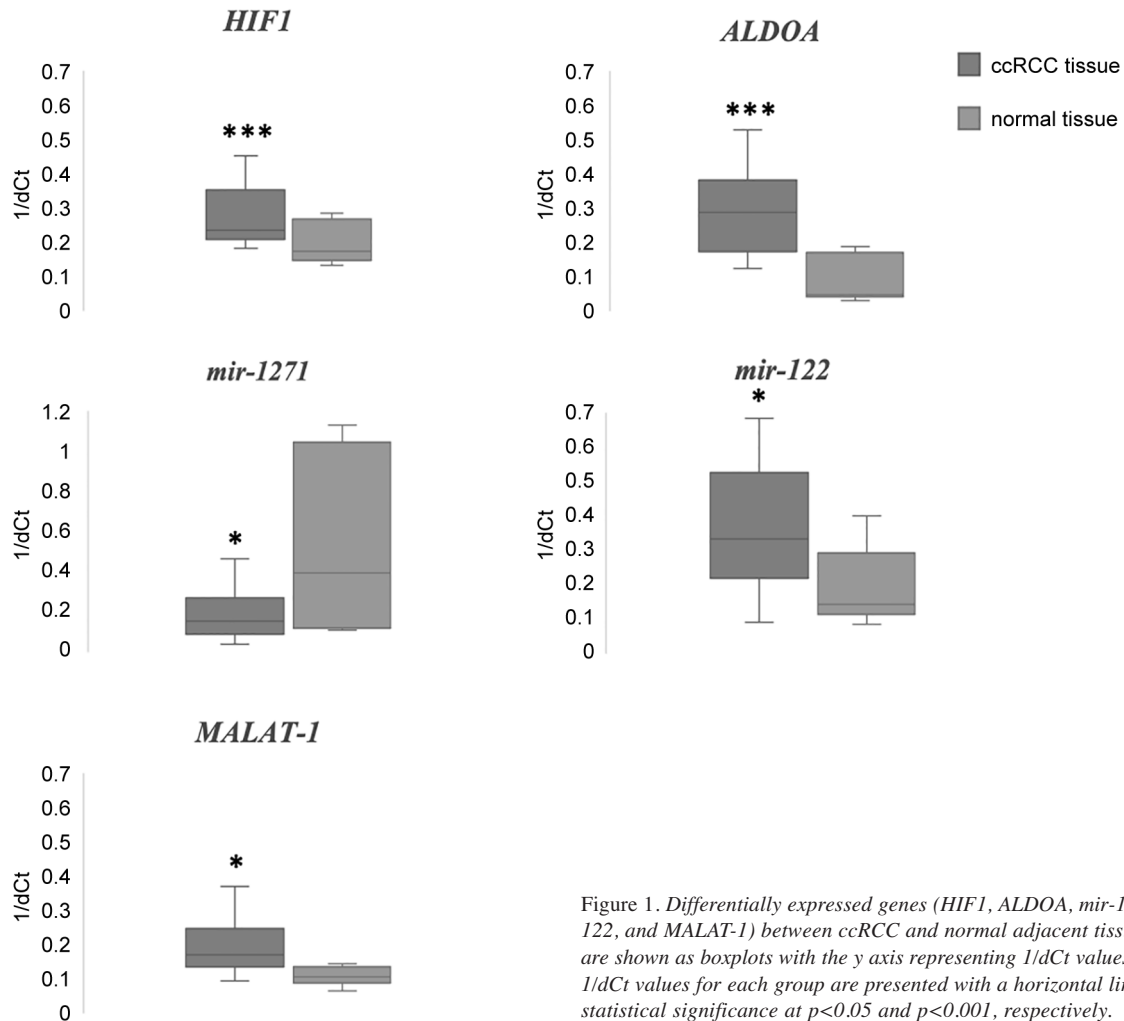 HIF1
0.7
0.6
0.5
0.4
0.3
0.2
0.1
0
1/dCt
***
ALDOA
0.7
0.6
0.5
0.4
0.3
0.2
0.1
0
1/dCt
***
ccRCC tissue
normal tissue
mir-1271
1.2
1
0.8
0.6
0.4
0.2
0
1/dCt
*
mir-122
0.7
0.6
0.5
0.4
0.3
0.2
0.1
0
1/dCt
*
MALAT-1
0.7
0.6
0.5
0.4
0.3
0.2
0.1
0
1/dCt
*
Figure 1. Differentially expressed genes (HIF1, ALDOA,
122, and MALAT-1) between ccRCC and normal adjacent
are shown as boxplots with the y axis representing 1/dCt
1/dCt values for each group are presented with a horizontal
statistical significance at p<0.05 and p<0.001, respectively.